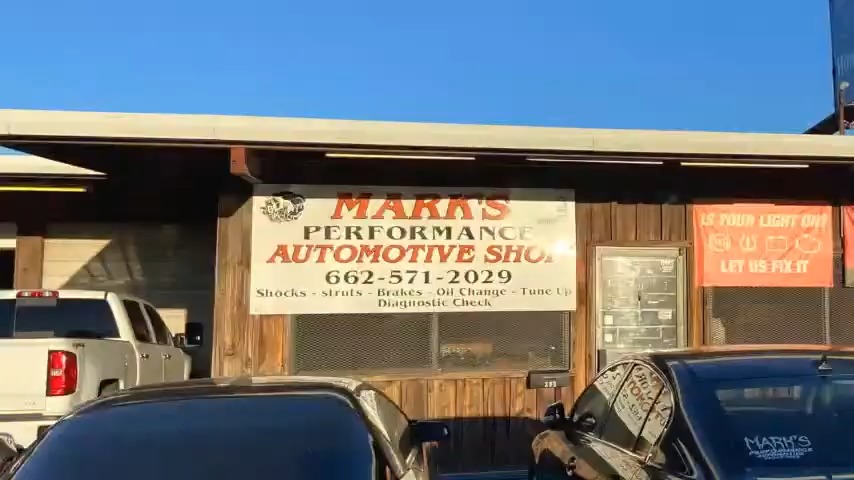 MARK'S
PERFORMANCE
AUTOMOTIVE SHOP
662-571-2029
Shocks - struts - Brakes - Oil Change - Tune Up
Diagnostic Check
IS YOUR LIGHT ON?
LET US FIX IT
MARK'S
PERFORMANCE